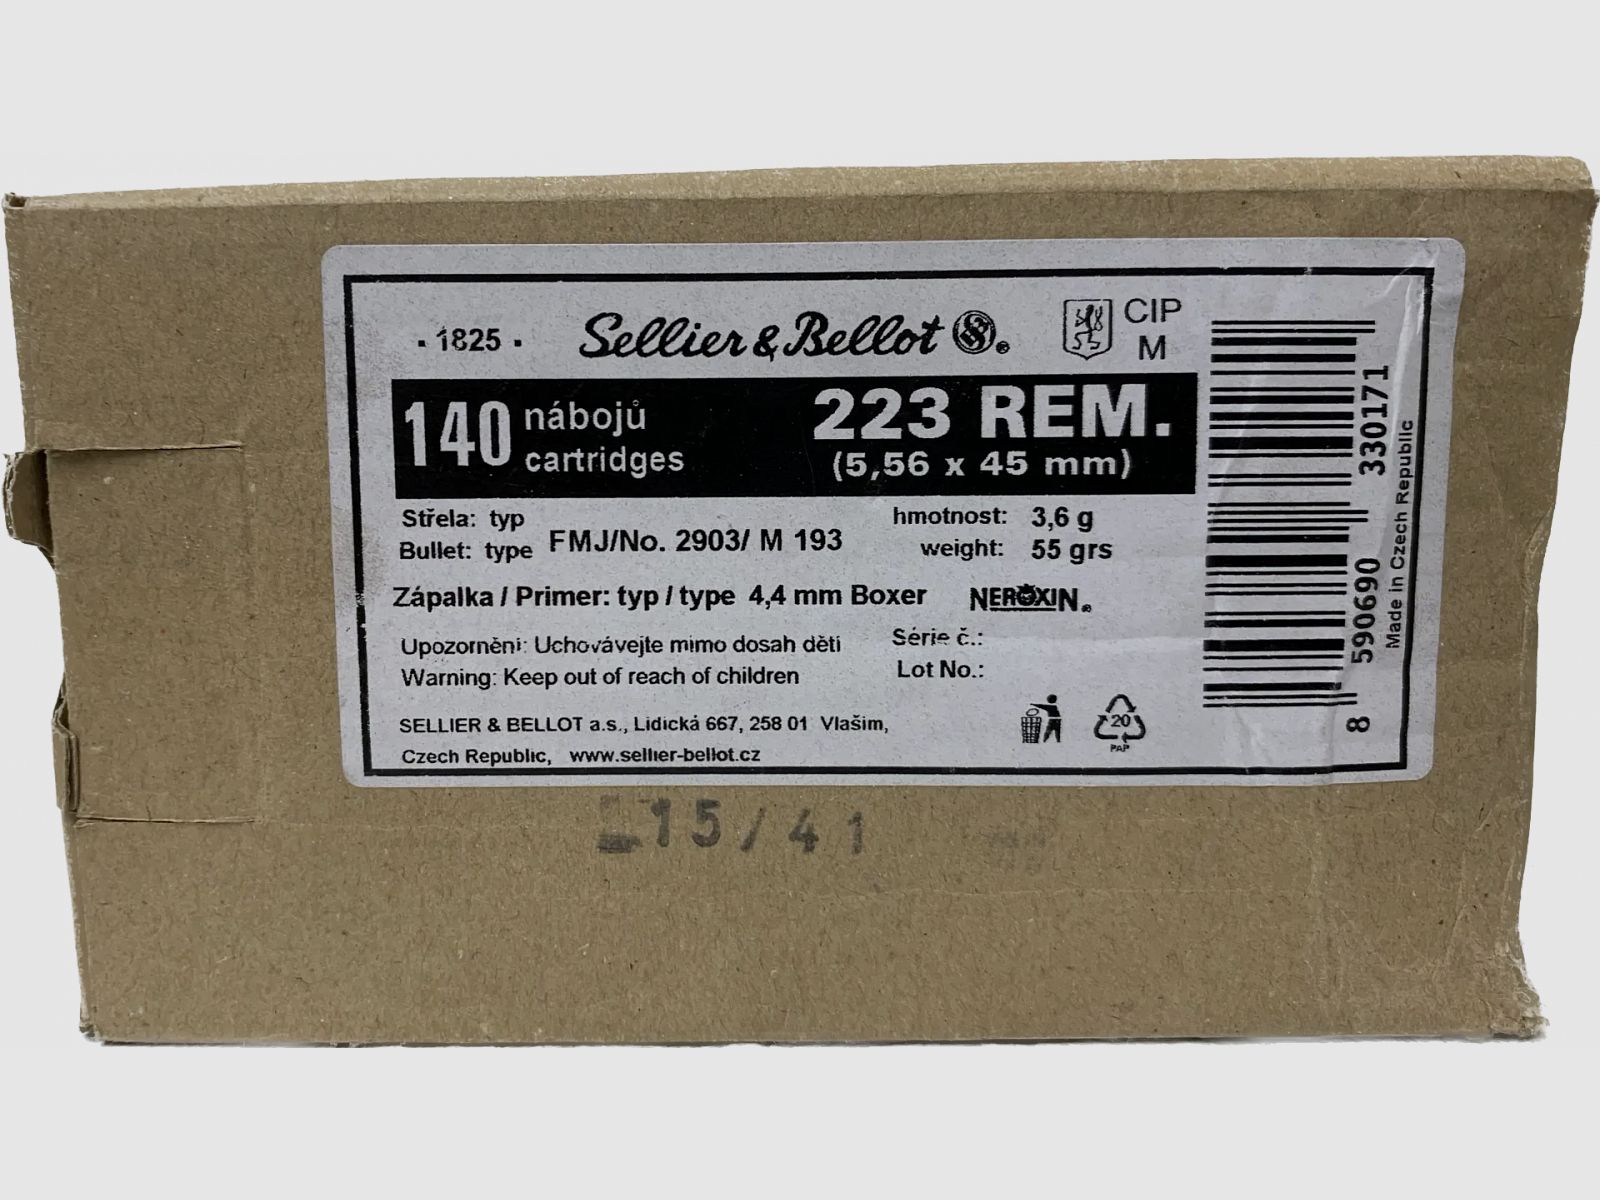 · 1825 ·
Sellier & Bellot ®
CIP
M
140 nábojů
cartridges
223 REM.
(5,56 x 45 mm)
Střela: typ
Bullet: type FMJ/No. 2903/ M 193
hmotnost: 3,6 g
weight: 55 grs
Zápalka / Primer: typ / type 4,4 mm Boxer NEROXIN®
Upozornění: Uchovávejte mimo dosah dětí
Warning: Keep out of reach of children
Série č.:
Lot No.:
SELLIER & BELLOT a.s., Lidická 667, 258 01 Vlašim,
Czech Republic, www.sellier-bellot.cz
20
PAP
8 590690 330171
Made in Czech Republic
15/41